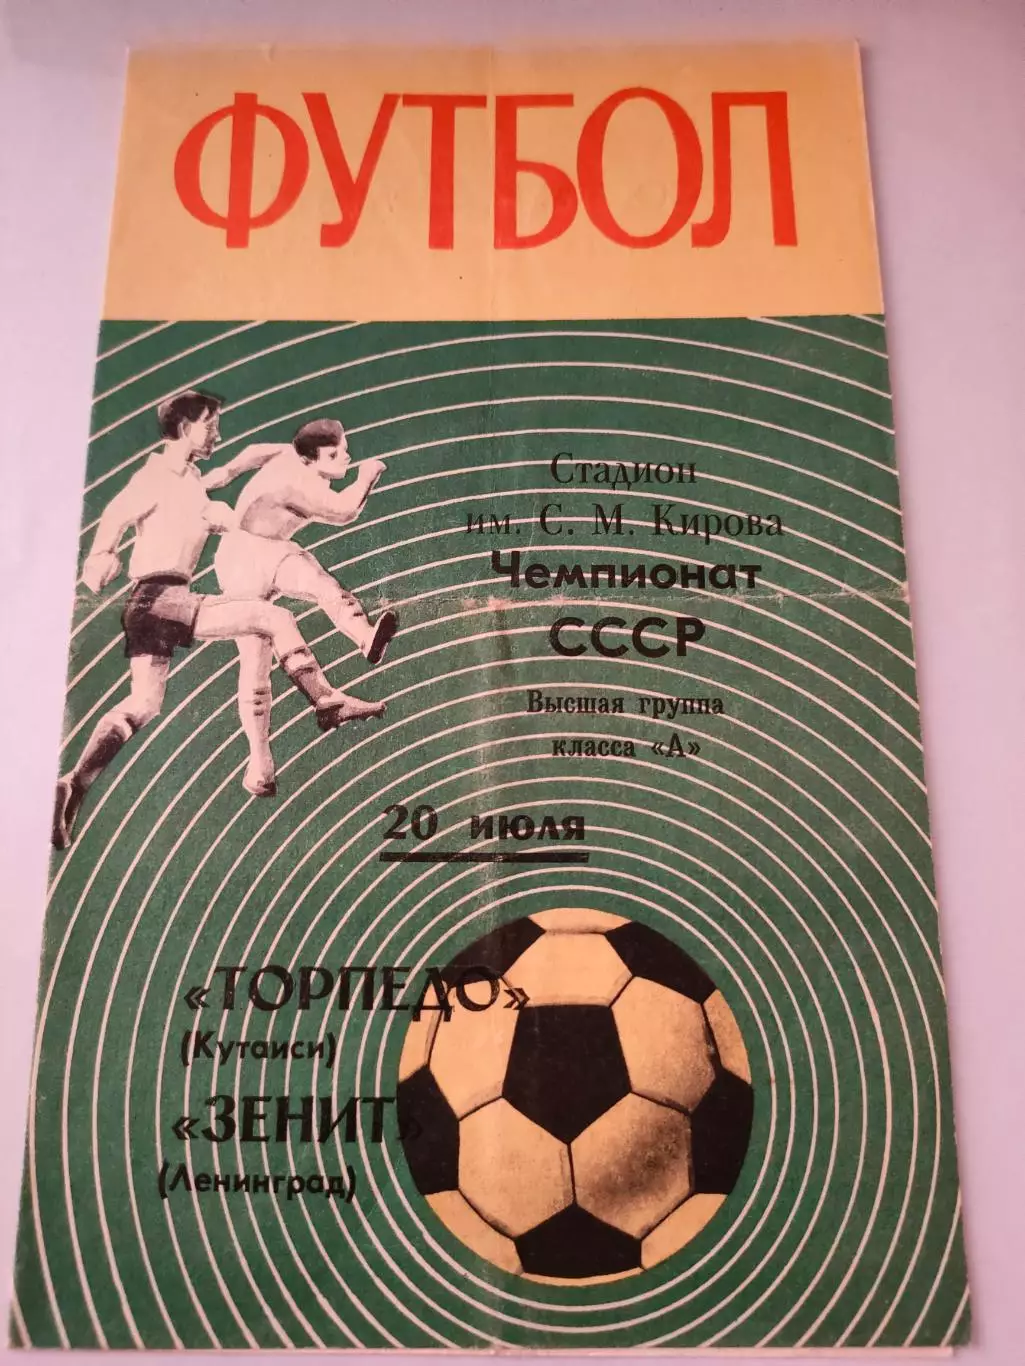 ФУТБОЛ
Стадион
им. С. М. Кирова
Чемпионат
СССР
Высшая группа
класса «А»
20 июля
«ТОРПЕДО»
(Кутаиси)
«ЗЕНИТ»
(Ленинград)